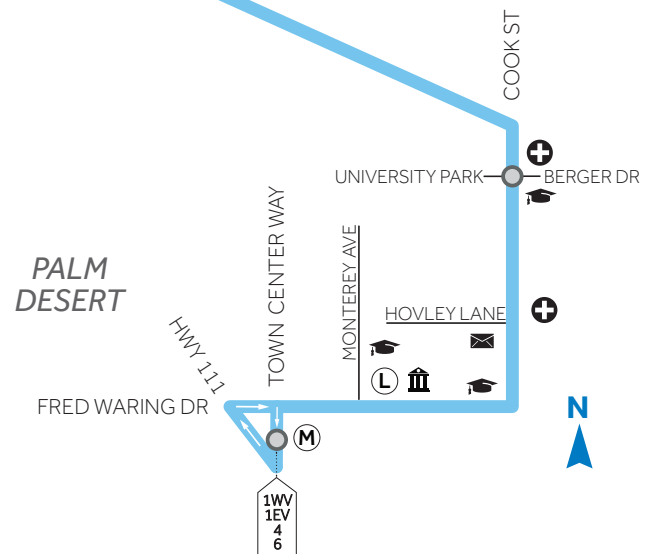 COOK ST
UNIVERSITY PARK
BERGER DR
TOWN CENTER WAY
MONTEREY AVE
PALM
DESERT
HOVLEY LANE
HWY 111
L
FRED WARING DR
N
M
1WV
1EV
4
6